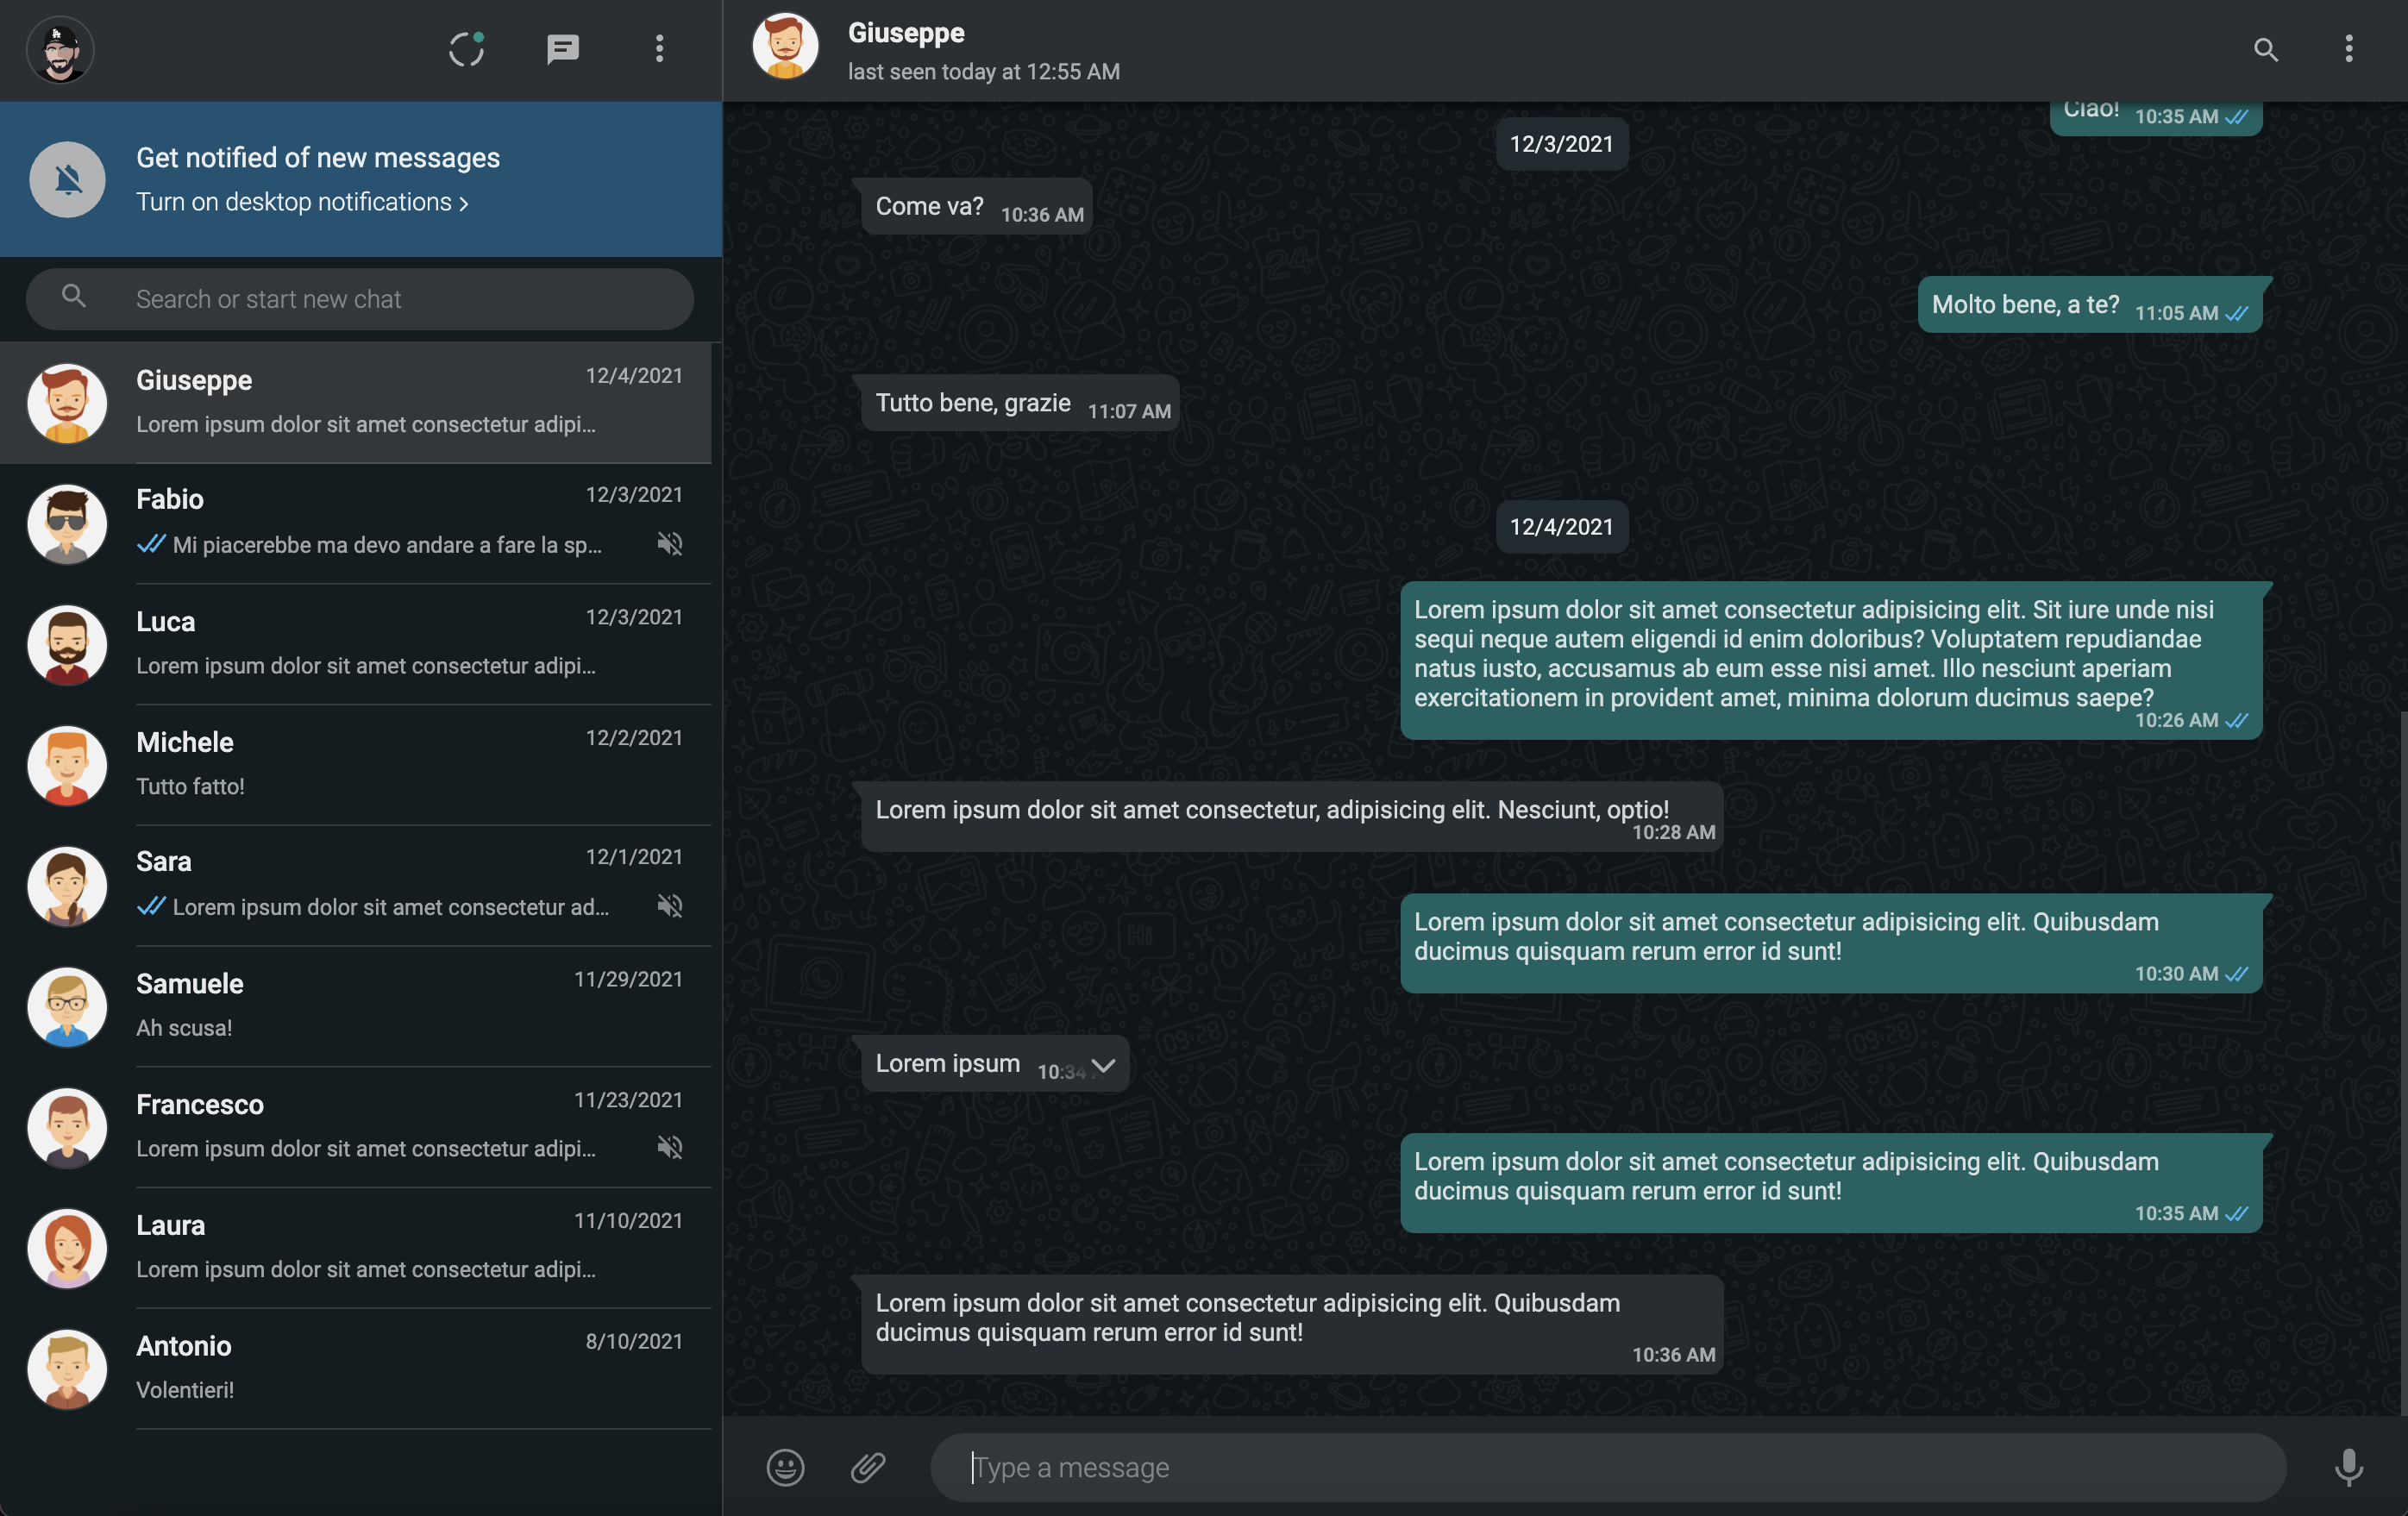 Get notified of new messages
Turn on desktop notifications >
Search or start new chat
Giuseppe 12/4/2021
Lorem ipsum dolor sit amet consectetur adipi...
Fabio 12/3/2021
Mi piacerebbe ma devo andare a fare la sp...
Luca 12/3/2021
Lorem ipsum dolor sit amet consectetur adipi...
Michele 12/2/2021
Tutto fatto!
Sara 12/1/2021
Lorem ipsum dolor sit amet consectetur ad...
Samuele 11/29/2021
Ah scusa!
Francesco 11/23/2021
Lorem ipsum dolor sit amet consectetur adipi...
Laura 11/10/2021
Lorem ipsum dolor sit amet consectetur adipi...
Antonio 8/10/2021
Volentieri!
Giuseppe
last seen today at 12:55 AM
Ciao! 10:35 AM
12/3/2021
Come va? 10:36 AM
Molto bene, a te? 11:05 AM
Tutto bene, grazie 11:07 AM
12/4/2021
Lorem ipsum dolor sit amet consectetur adipisicing elit. Sit iure unde nisi
sequi neque autem eligendi id enim doloribus? Voluptatem repudiandae
natus iusto, accusamus ab eum esse nisi amet. Illo nesciunt aperiam
exercitationem in provident amet, minima dolorum ducimus saepe?
10:26 AM
Lorem ipsum dolor sit amet consectetur, adipisicing elit. Nesciunt, optio!
10:28 AM
Lorem ipsum dolor sit amet consectetur adipisicing elit. Quibusdam
ducimus quisquam rerum error id sunt!
10:30 AM
Lorem ipsum 10:34
Lorem ipsum dolor sit amet consectetur adipisicing elit. Quibusdam
ducimus quisquam rerum error id sunt!
10:35 AM
Lorem ipsum dolor sit amet consectetur adipisicing elit. Quibusdam
ducimus quisquam rerum error id sunt!
10:36 AM
Type a message